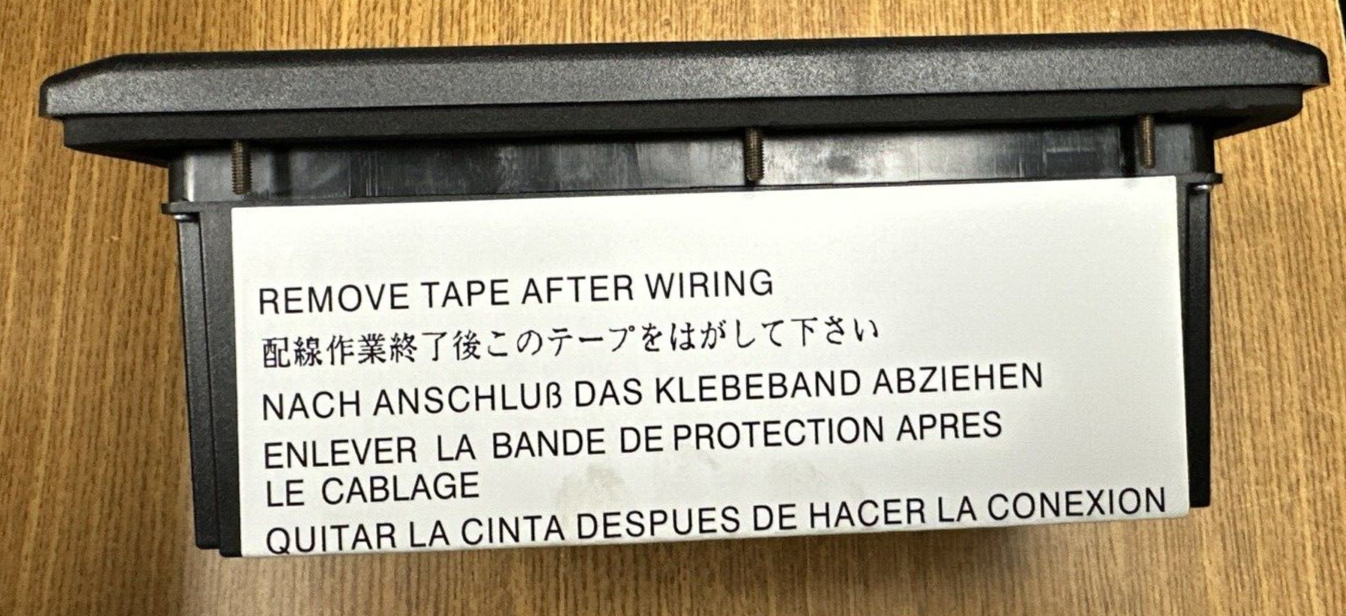 REMOVE TAPE AFTER WIRING
配線作業終了後このテープをはがして下さい
NACH ANSCHLUß DAS KLEBEBAND ABZIEHEN
ENLEVER LA BANDE DE PROTECTION APRES
LE CABLAGE
QUITAR LA CINTA DESPUES DE HACER LA CONEXION